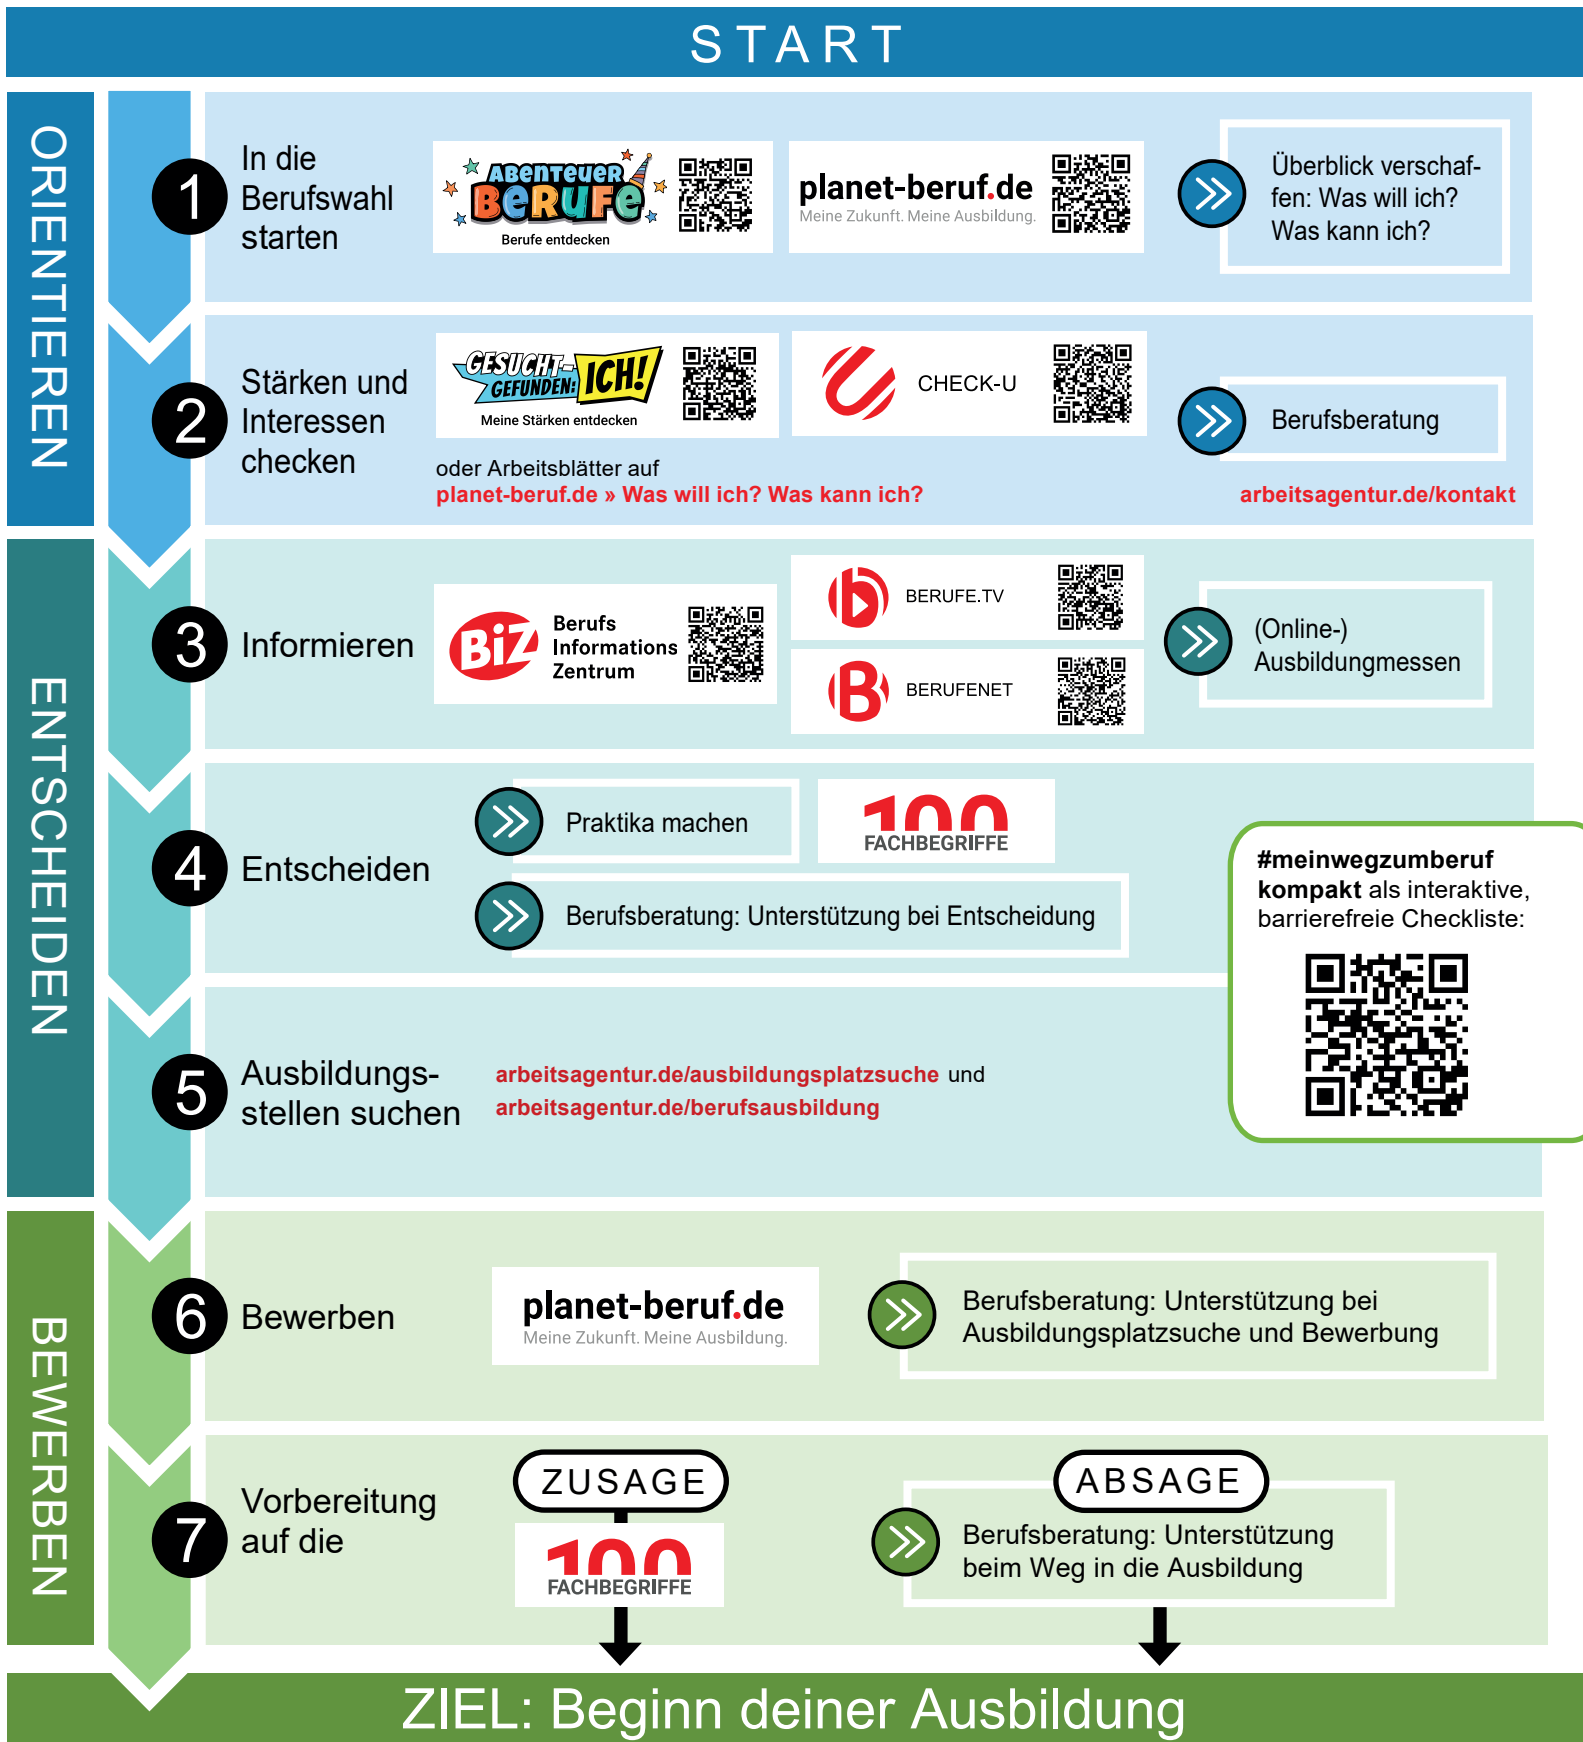 START
ORIENTIEREN
1
In die
Berufswahl
starten
ABENTEUER
BERUFE
Berufe entdecken
planet-beruf.de
Meine Zukunft. Meine Ausbildung.
Überblick verschaf-
fen: Was will ich?
Was kann ich?
2
Stärken und
Interessen
checken
GESUCHT-
GEFUNDEN: ICH!
Meine Stärken entdecken
CHECK-U
Berufsberatung
oder Arbeitsblätter auf
planet-beruf.de » Was will ich? Was kann ich?
arbeitsagentur.de/kontakt
ENTSCHEIDEN
3
Informieren
BiZ
Berufs
Informations
Zentrum
BERUFE.TV
BERUFENET
(Online-)
Ausbildungmessen
4
Entscheiden
Praktika machen
100
FACHBEGRIFFE
Berufsberatung: Unterstützung bei Entscheidung
#meinwegzumberuf
kompakt als interaktive,
barrierefreie Checkliste:
5
Ausbildungs-
stellen suchen
arbeitsagentur.de/ausbildungsplatzsuche und
arbeitsagentur.de/berufsausbildung
BEWERBEN
6
Bewerben
planet-beruf.de
Meine Zukunft. Meine Ausbildung.
Berufsberatung: Unterstützung bei
Ausbildungsplatzsuche und Bewerbung
7
Vorbereitung
auf die
ZUSAGE
100
FACHBEGRIFFE
ABSAGE
Berufsberatung: Unterstützung
beim Weg in die Ausbildung
ZIEL: Beginn deiner Ausbildung